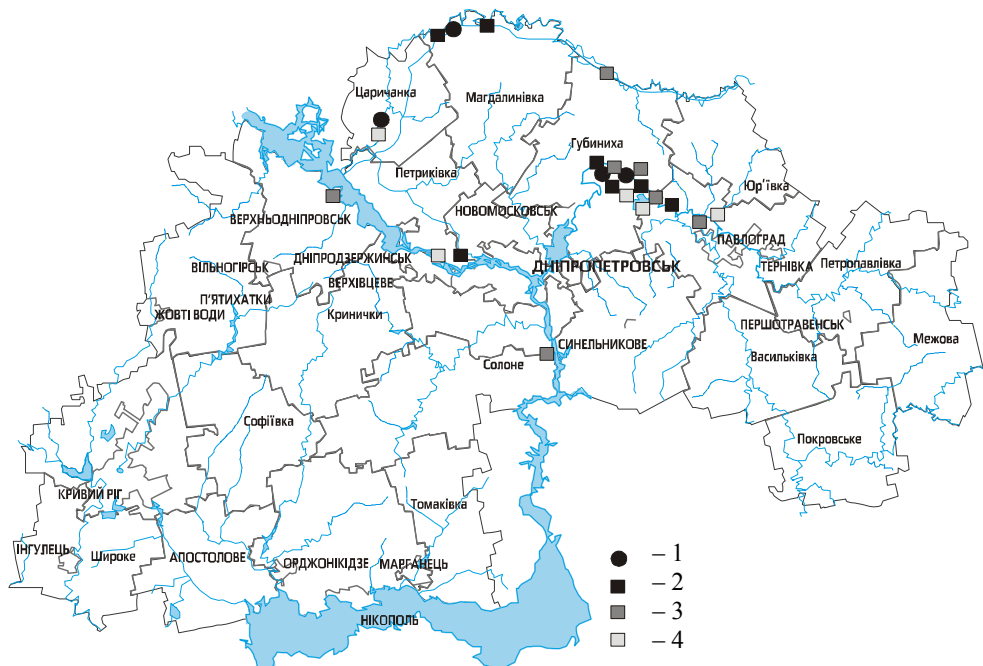 Царичанка
Магдалинівка
Губиниха
Петриківка
Юр'ївка
НОВОМОСКОВСЬК
ВЕРХНЬОДНІПРОВСЬК
ПАВЛОГРАД
ДНІПРОДЗЕРЖИНСЬК
ДНІПРОПЕТРОВСЬК
ТЕРНІВКА
Петропавлівка
ВІЛЬНОГІРСЬК
ВЕРХІВЦЕВЕ
П'ЯТИХАТКИ
ЖОВТІ ВОДИ
Кринички
ПЕРШОТРАВЕНСЬК
Межова
СИНЕЛЬНИКОВЕ
Васильківка
Солоне
Софіївка
Покровське
КРИВИЙ РІГ
Томаківка
ІНГУЛЕЦЬ
Широке
АПОСТОЛОВЕ
ОРДЖОНІКІДЗЕ
МАРГАНЕЦЬ
НІКОПОЛЬ
– 1
– 2
– 3
– 4